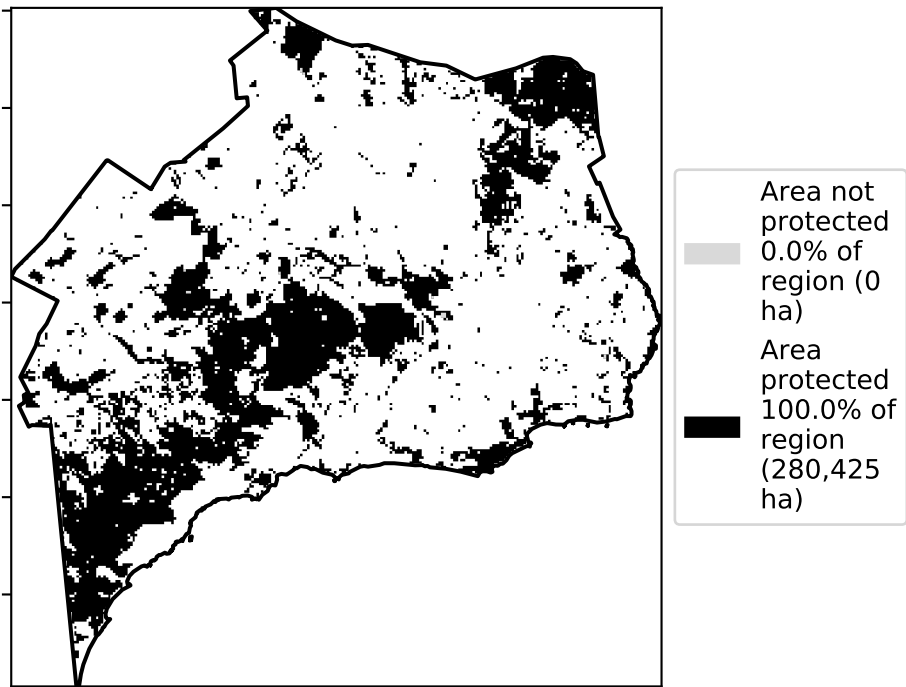 Area not
protected
0.0% of
region (0
ha)
Area
protected
100.0% of
region
(280,425
ha)